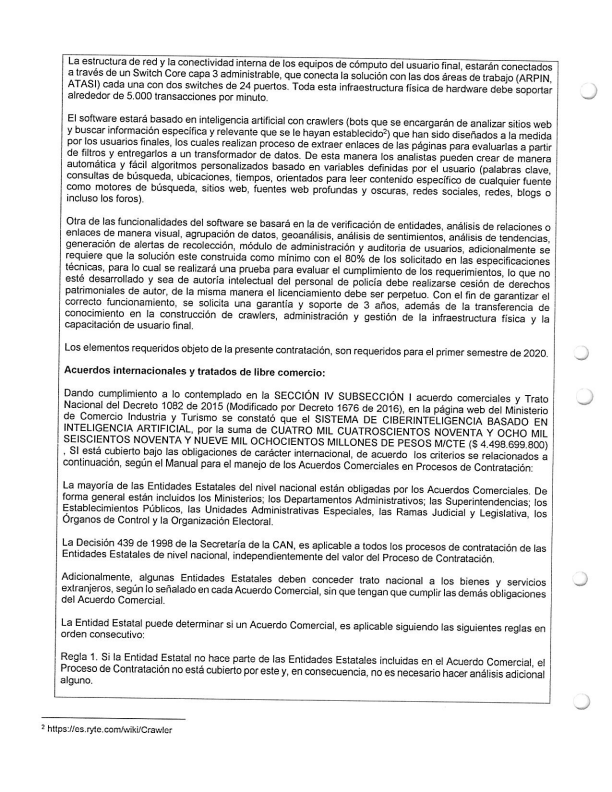 La estructura de red y la conectividad interna de los equipos de cómputo del usuario final, estarán conectados
a través de un Switch Core capa 3 administrable, que conecta la solución con las dos áreas de trabajo (ARPIN,
ATASI) cada una con dos switches de 24 puertos. Toda esta infraestructura física de hardware debe soportar
alrededor de 5.000 transacciones por minuto.
El software estará basado en inteligencia artificial con crawlers (bots que se encargarán de analizar sitios web
y buscar información específica y relevante que se le hayan establecido²) que han sido diseñados a la medida
por los usuarios finales, los cuales realizan proceso de extraer enlaces de las páginas para evaluarlas a partir
de filtros y entregarlos a un transformador de datos. De esta manera los analistas pueden crear de manera
automática y fácil algoritmos personalizados basado en variables definidas por el usuario (palabras clave,
consultas de búsqueda, ubicaciones, tiempos, orientados para leer contenido específico de cualquier fuente
como motores de búsqueda, sitios web, fuentes web profundas y oscuras, redes sociales, redes, blogs o
incluso los foros).
Otra de las funcionalidades del software se basará en la de verificación de entidades, análisis de relaciones o
enlaces de manera visual, agrupación de datos, geoanálisis, análisis de sentimientos, análisis de tendencias,
generación de alertas de recolección, módulo de administración y auditoria de usuarios, adicionalmente se
requiere que la solución este construida como mínimo con el 80% de los solicitado en las especificaciones
técnicas, para lo cual se realizará una prueba para evaluar el cumplimiento de los requerimientos, lo que no
esté desarrollado y sea de autoría intelectual del personal de policía debe realizarse cesión de derechos
patrimoniales de autor, de la misma manera el licenciamiento debe ser perpetuo. Con el fin de garantizar el
correcto funcionamiento, se solicita una garantía y soporte de 3 años, además de la transferencia de
conocimiento en la construcción de crawlers, administración y gestión de la infraestructura física y la
capacitación de usuario final.
Los elementos requeridos objeto de la presente contratación, son requeridos para el primer semestre de 2020.
Acuerdos internacionales y tratados de libre comercio:
Dando cumplimiento a lo contemplado en la SECCIÓN IV SUBSECCIÓN I acuerdo comerciales y Trato
Nacional del Decreto 1082 de 2015 (Modificado por Decreto 1676 de 2016), en la página web del Ministerio
de Comercio Industria y Turismo se constató que el SISTEMA DE CIBERINTELIGENCIA BASADO EN
INTELIGENCIA ARTIFICIAL, por la suma de CUATRO MIL CUATROSCIENTOS NOVENTA Y OCHO MIL
SEISCIENTOS NOVENTA Y NUEVE MIL OCHOCIENTOS MILLONES DE PESOS M/CTE ($ 4.498.699.800)
, SI está cubierto bajo las obligaciones de carácter internacional, de acuerdo los criterios se relacionados a
continuación, según el Manual para el manejo de los Acuerdos Comerciales en Procesos de Contratación:
La mayoría de las Entidades Estatales del nivel nacional están obligadas por los Acuerdos Comerciales. De
forma general están incluidos los Ministerios; los Departamentos Administrativos; las Superintendencias; los
Establecimientos Públicos, las Unidades Administrativas Especiales, las Ramas Judicial y Legislativa, los
Órganos de Control y la Organización Electoral.
La Decisión 439 de 1998 de la Secretaría de la CAN, es aplicable a todos los procesos de contratación de las
Entidades Estatales de nivel nacional, independientemente del valor del Proceso de Contratación.
Adicionalmente, algunas Entidades Estatales deben conceder trato nacional a los bienes y servicios
extranjeros, según lo señalado en cada Acuerdo Comercial, sin que tengan que cumplir las demás obligaciones
del Acuerdo Comercial.
La Entidad Estatal puede determinar si un Acuerdo Comercial, es aplicable siguiendo las siguientes reglas en
orden consecutivo:
Regla 1. Si la Entidad Estatal no hace parte de las Entidades Estatales incluidas en el Acuerdo Comercial, el
Proceso de Contratación no está cubierto por este y, en consecuencia, no es necesario hacer análisis adicional
alguno.
² https://es.ryte.com/wiki/Crawler